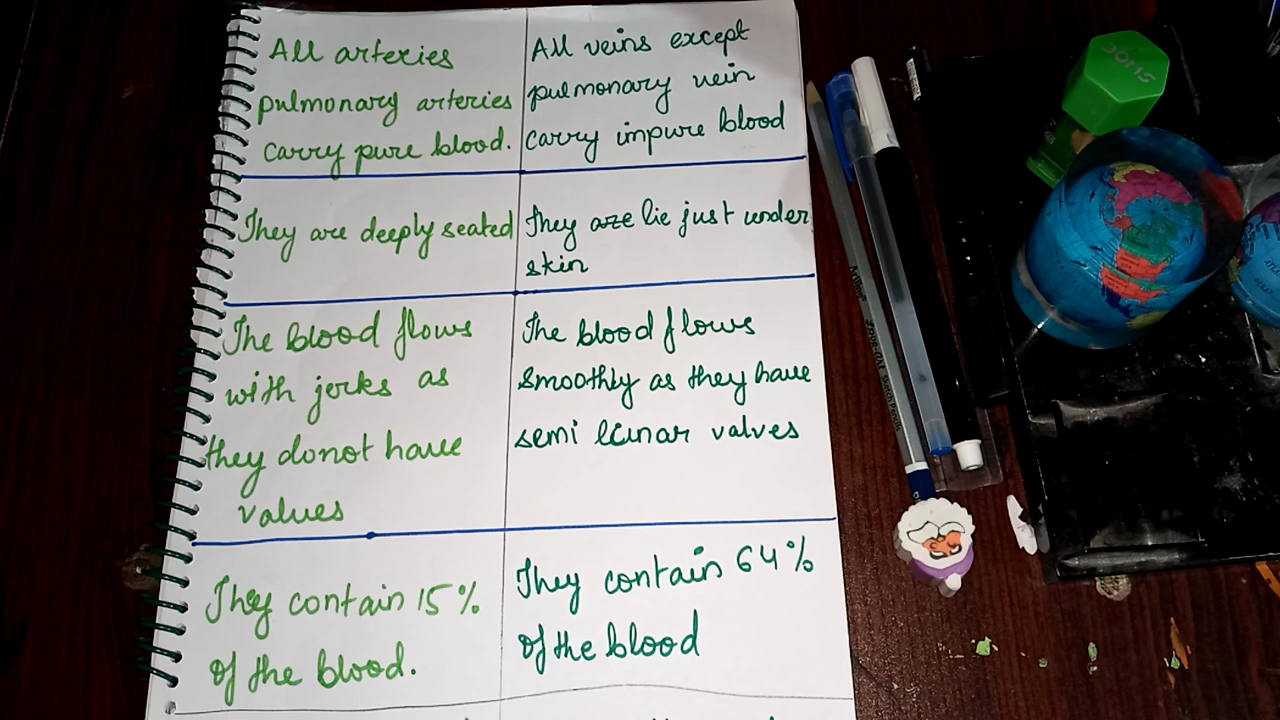 All arteries
pulmonary arteries
carry pure blood.
All veins except
pulmonary vein
carry impure blood
They are deeply seated
They are lie just under
skin
The blood flows
with jerks as
they donot have
values
The blood flows
smoothly as they have
semi lunar valves
They contain 15%
of the blood.
They contain 64%
of the blood